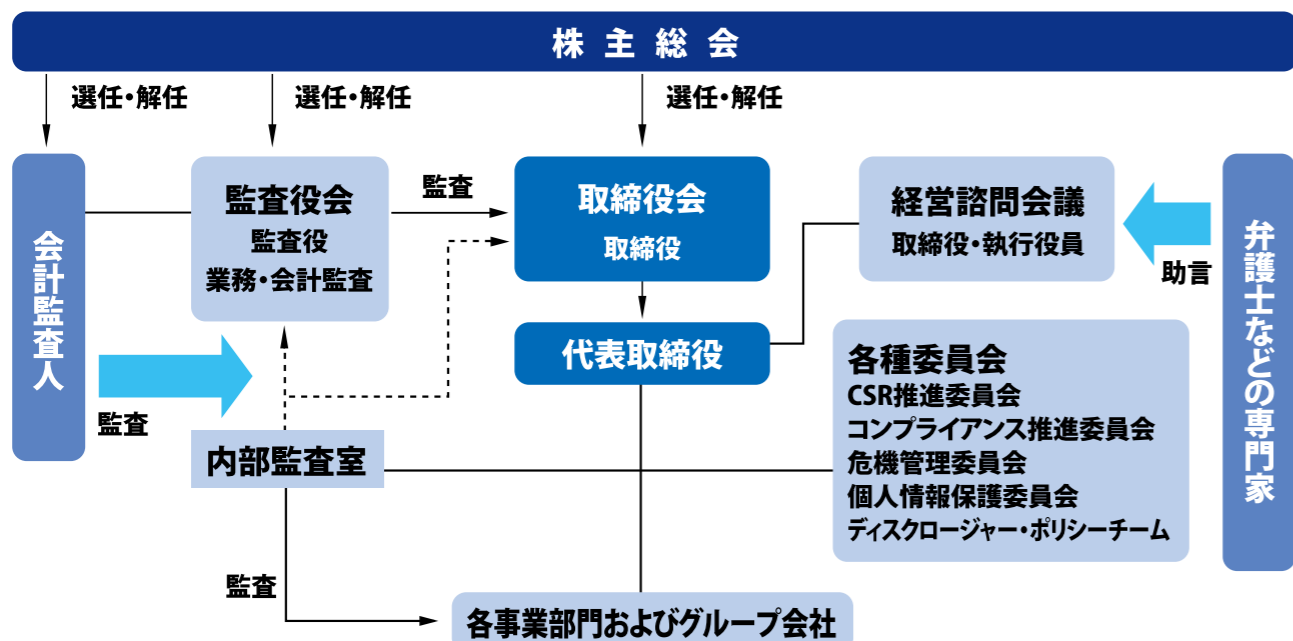 株主総会
選任・解任
選任・解任
選任・解任
会計監査人
監査役会
監査役
業務・会計監査
監査
取締役会
取締役
経営諮問会議
取締役・執行役員
助言
弁護士などの専門家
代表取締役
監査
内部監査室
各種委員会
CSR推進委員会
コンプライアンス推進委員会
危機管理委員会
個人情報保護委員会
ディスクロージャー・ポリシーチーム
監査
各事業部門およびグループ会社